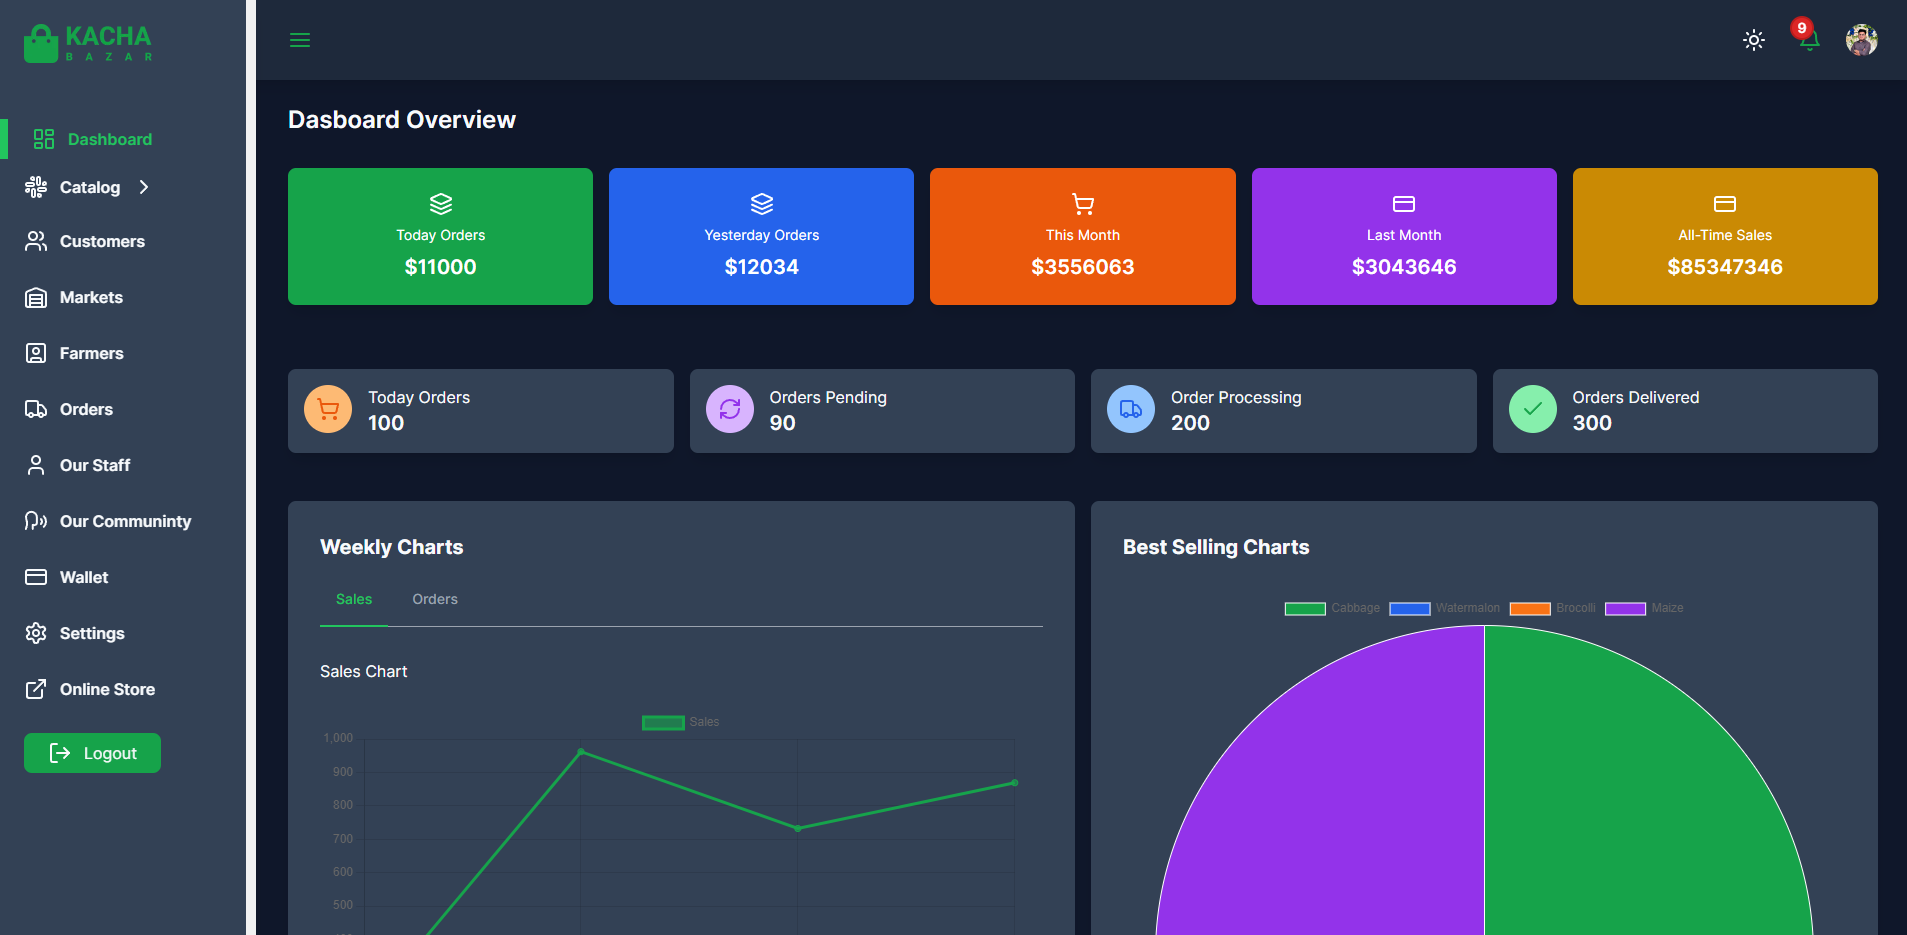 KACHA
BAZAR
Dashboard
Catalog
Customers
Markets
Farmers
Orders
Our Staff
Our Communinty
Wallet
Settings
Online Store
Logout
9
Dasboard Overview
Today Orders
$11000
Yesterday Orders
$12034
This Month
$3556063
Last Month
$3043646
All-Time Sales
$85347346
Today Orders
100
Orders Pending
90
Order Processing
200
Orders Delivered
300
Weekly Charts
Sales Orders
Sales Chart
Sales
1,000
900
800
700
600
500
Best Selling Charts
Cabbage Watermalon Brocolli Maize